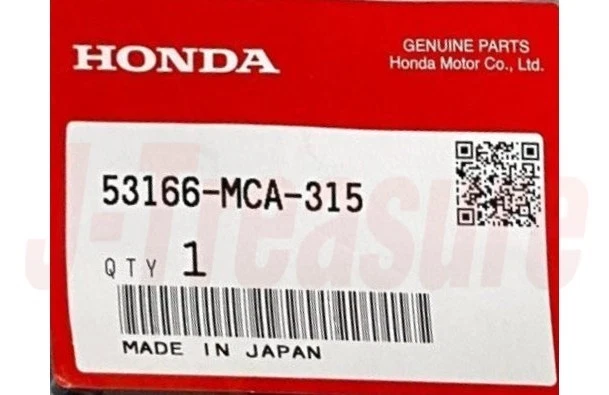 HONDA
GENUINE PARTS
Honda Motor Co., Ltd.
53166-MCA-315
QTY 1
MADE IN JAPAN
J-Treasure